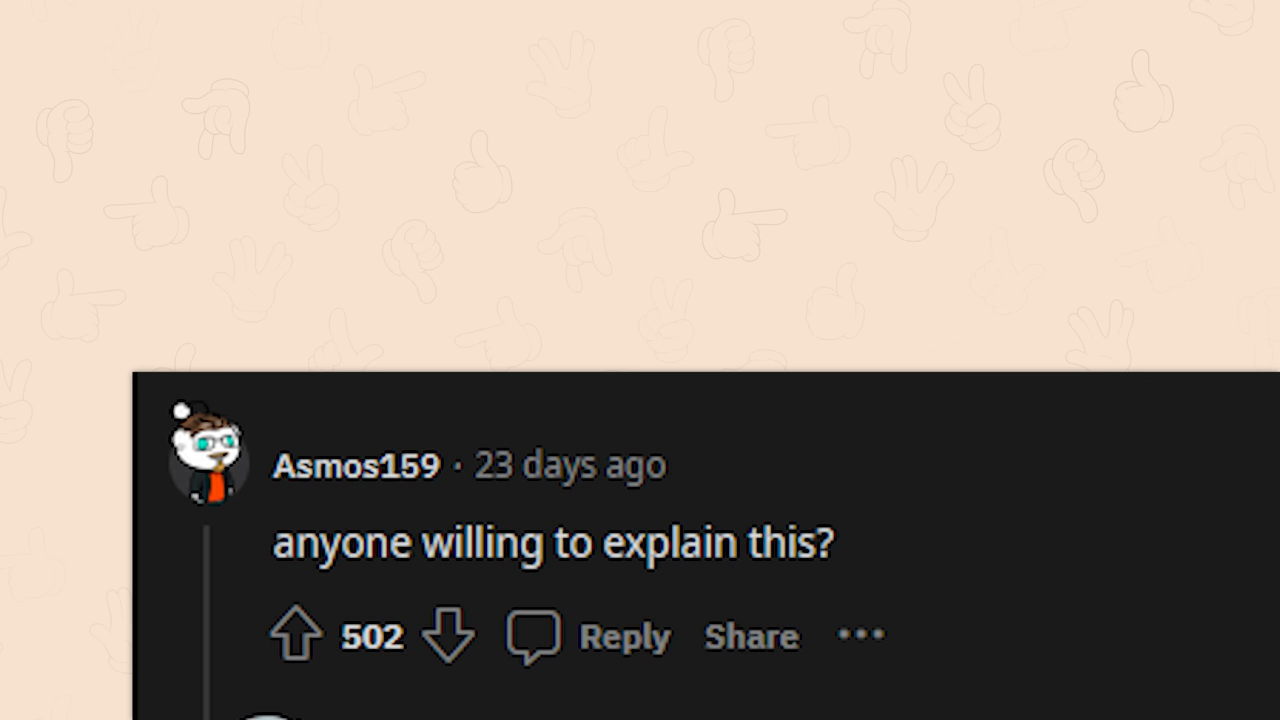 Asmos159 · 23 days ago
anyone willing to explain this?
502 Reply Share ···